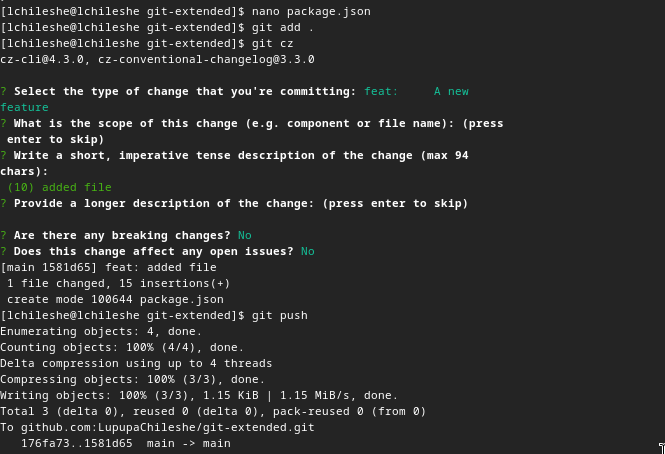 [lchileshe@lchileshe git-extended]$ nano package.json
[lchileshe@lchileshe git-extended]$ git add .
[lchileshe@lchileshe git-extended]$ git cz
cz-cli@4.3.0, cz-conventional-changelog@3.3.0
? Select the type of change that you're committing: feat:     A new
feature
? What is the scope of this change (e.g. component or file name): (press
 enter to skip)
? Write a short, imperative tense description of the change (max 94
chars):
 (10) added file
? Provide a longer description of the change: (press enter to skip)
? Are there any breaking changes? No
? Does this change affect any open issues? No
[main 1581d65] feat: added file
 1 file changed, 15 insertions(+)
 create mode 100644 package.json
[lchileshe@lchileshe git-extended]$ git push
Enumerating objects: 4, done.
Counting objects: 100% (4/4), done.
Delta compression using up to 4 threads
Compressing objects: 100% (3/3), done.
Writing objects: 100% (3/3), 1.15 KiB | 1.15 MiB/s, done.
Total 3 (delta 0), reused 0 (delta 0), pack-reused 0 (from 0)
To github.com:LupupaChileshe/git-extended.git
   176fa73..1581d65  main -> main